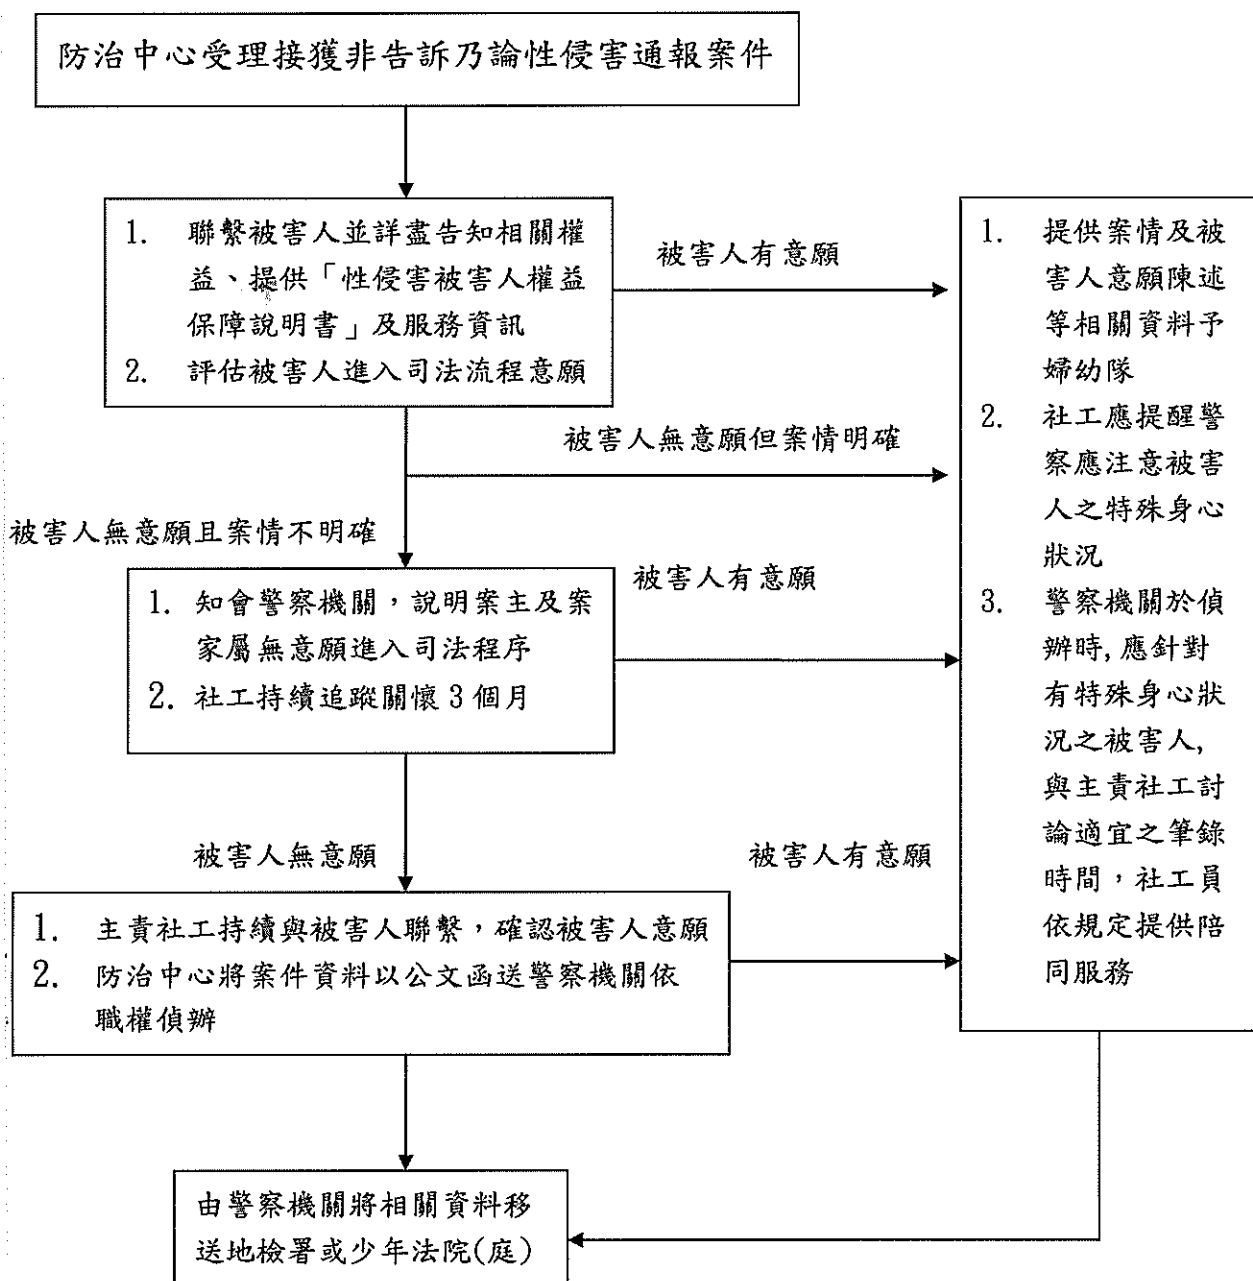 防治中心受理接獲非告訴乃論性侵害通報案件
1. 聯繫被害人並詳盡告知相關權
益、提供「性侵害被害人權益
保障說明書」及服務資訊
2. 評估被害人進入司法流程意願
被害人有意願
被害人無意願但案情明確
被害人無意願且案情不明確
1. 知會警察機關，說明案主及案
家屬無意願進入司法程序
2. 社工持續追蹤關懷3個月
被害人有意願
被害人無意願
被害人有意願
1. 主責社工持續與被害人聯繫，確認被害人意願
2. 防治中心將案件資料以公文函送警察機關依
職權偵辦
1. 提供案情及被
害人意願陳述
等相關資料予
婦幼隊
2. 社工應提醒警
察應注意被害
人之特殊身心
狀況
3. 警察機關於偵
辦時,應針對
有特殊身心狀
況之被害人,
與主責社工討
論適宜之筆錄
時間，社工員
依規定提供陪
同服務
由警察機關將相關資料移
送地檢署或少年法院(庭)